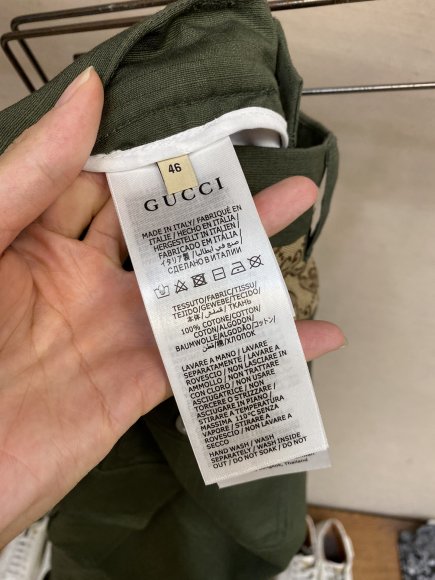 46
GUCCI
MADE IN ITALY / FABRIQUÉ EN
ITALIE / HECHO EN ITALIA /
HERGESTELLT IN ITALIEN /
FABRICADO EM ITÁLIA /
イタリア製 / صنع في ايطاليا /
СДЕЛАНО В ИТАЛИИ
TESSUTO/FABRIC/TISSU/
TEJIDO/GEWEBE/TECIDO/
本体/ قماش / ТКАНЬ
100% COTONE/COTTON/
COTON/ALGODON/
BAUMWOLLE/ALGODÃO/コットン/
棉/قطن/ХЛОПОК
LAVARE A MANO / LAVARE
SEPARATAMENTE / LAVARE A
ROVESCIO / NON LASCIARE IN
AMMOLLO / NON TRATTARE
CON CLORO / NON USARE
ASCIUGATRICE / NON
TORCERE O STRIZZARE /
ASCIUGARE IN PIANO /
STIRARE A TEMPERATURA
MASSIMA 110°C SENZA
VAPORE / STIRARE A
ROVESCIO / NON LAVARE A
SECCO
HAND WASH / WASH
SEPARATELY / WASH INSIDE
OUT / DO NOT SOAK / DO NOT
Thailand